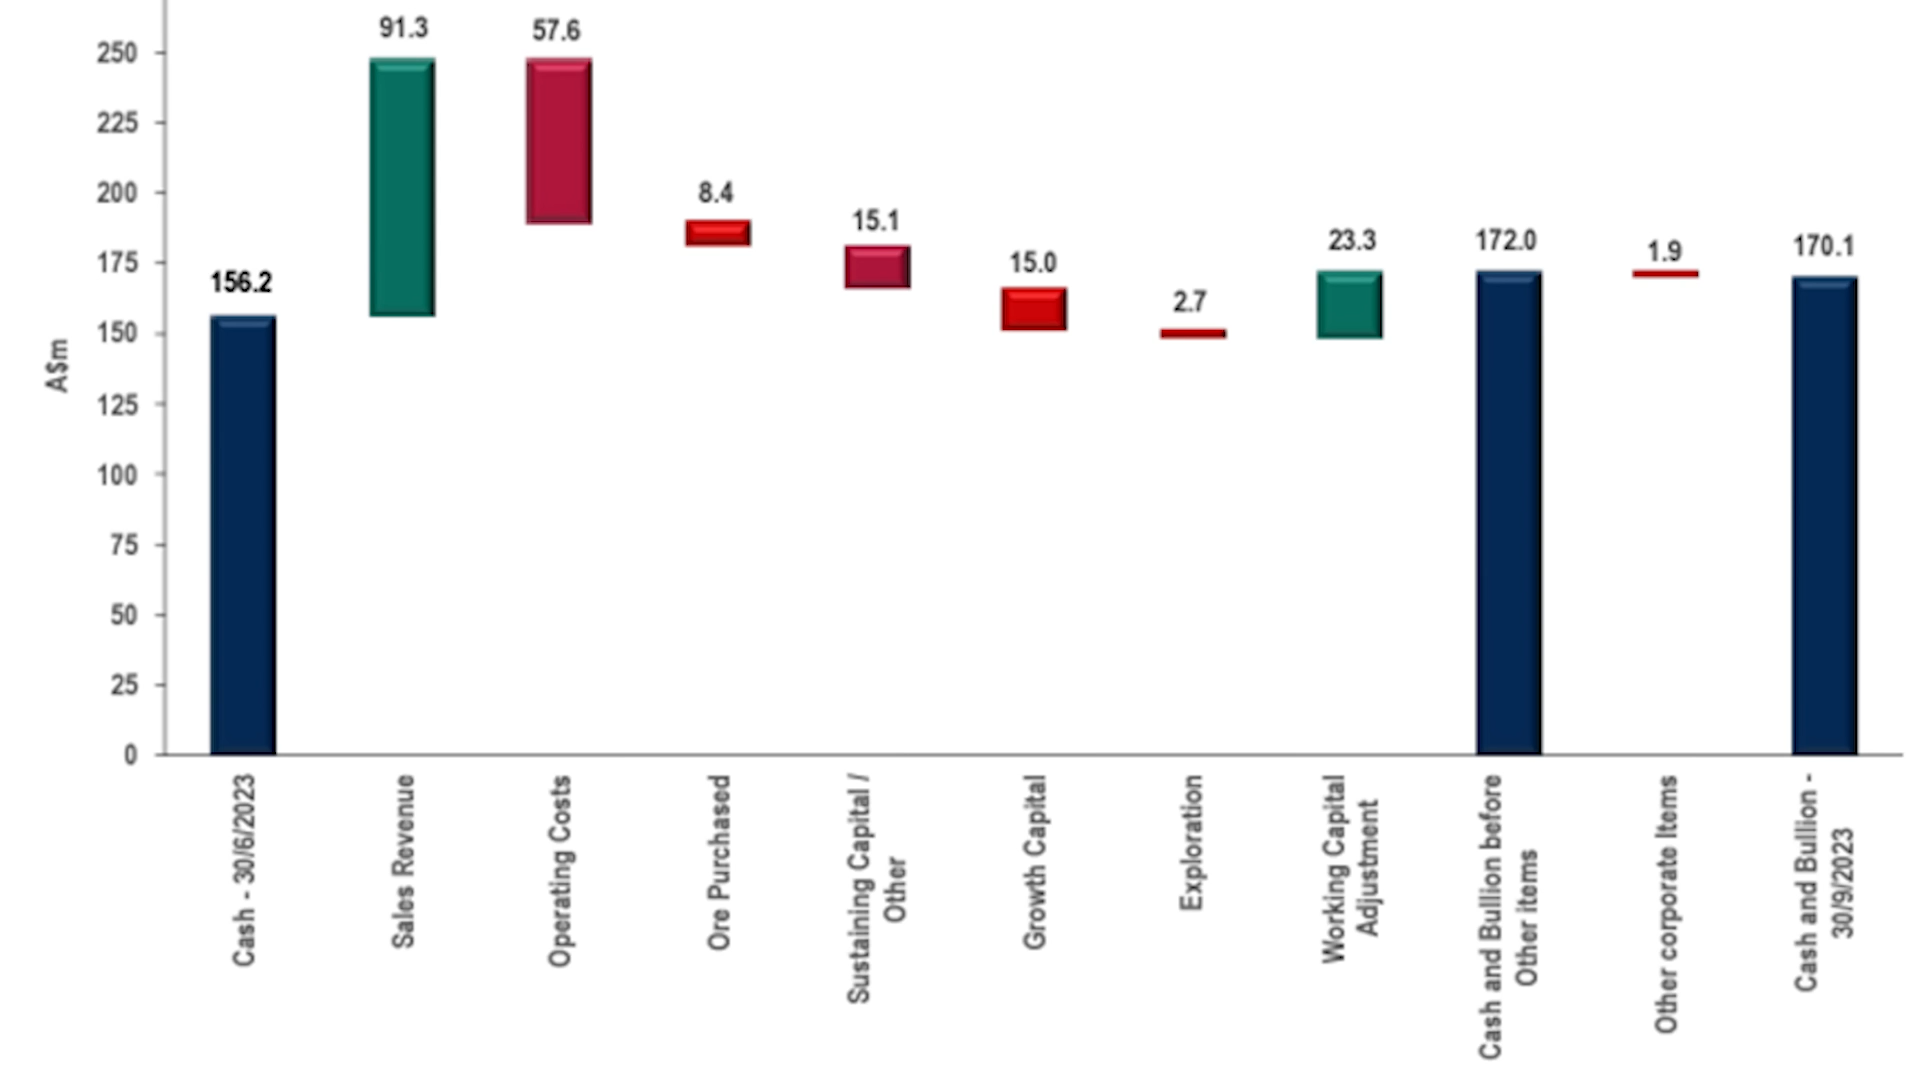 91.3
57.6
250
225
200
8.4
15.1
23.3
172.0
1.9
170.1
175
156.2
15.0
2.7
150
A$m
125
100
75
50
25
0
Cash - 30/6/2023
Sales Revenue
Operating Costs
Ore Purchased
Sustaining Capital /
Other
Growth Capital
Exploration
Working Capital
Adjustment
Cash and Bullion before
Other items
Other corporate Items
Cash and Bullion -
30/9/2023